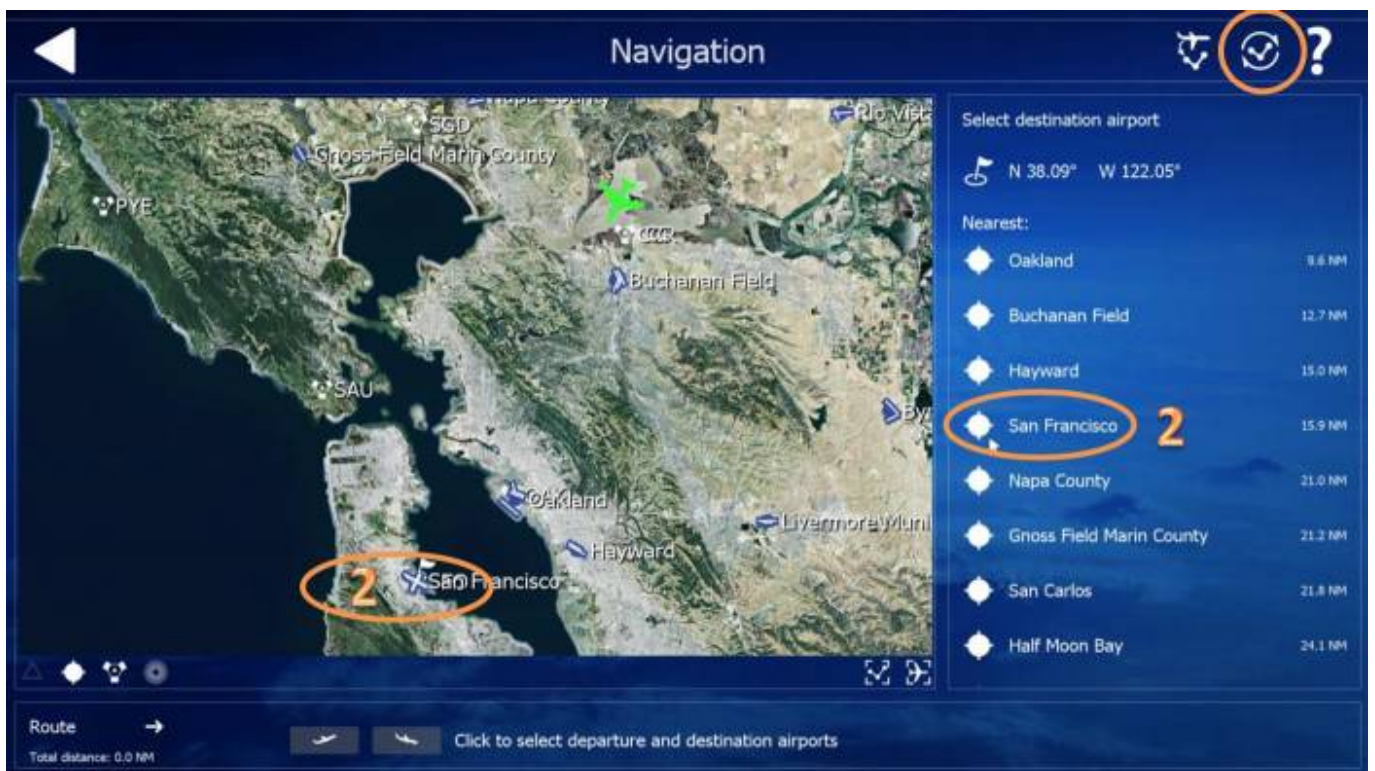 Navigation
?
SGD
Rio Vist
Gnoss Field Marin County
PYE
Buchanan Field
SAU
By
Oakland
Livermore Muni
Hayward
2
San Francisco
Select destination airport
N 38.09° W 122.05°
Nearest:
Oakland 9.6 NM
Buchanan Field 12.7 NM
Hayward 15.0 NM
San Francisco 2 15.9 NM
Napa County 21.0 NM
Gnoss Field Marin County 21.2 NM
San Carlos 21.8 NM
Half Moon Bay 24.1 NM
Route →
Total distance: 0.0 NM
Click to select departure and destination airports